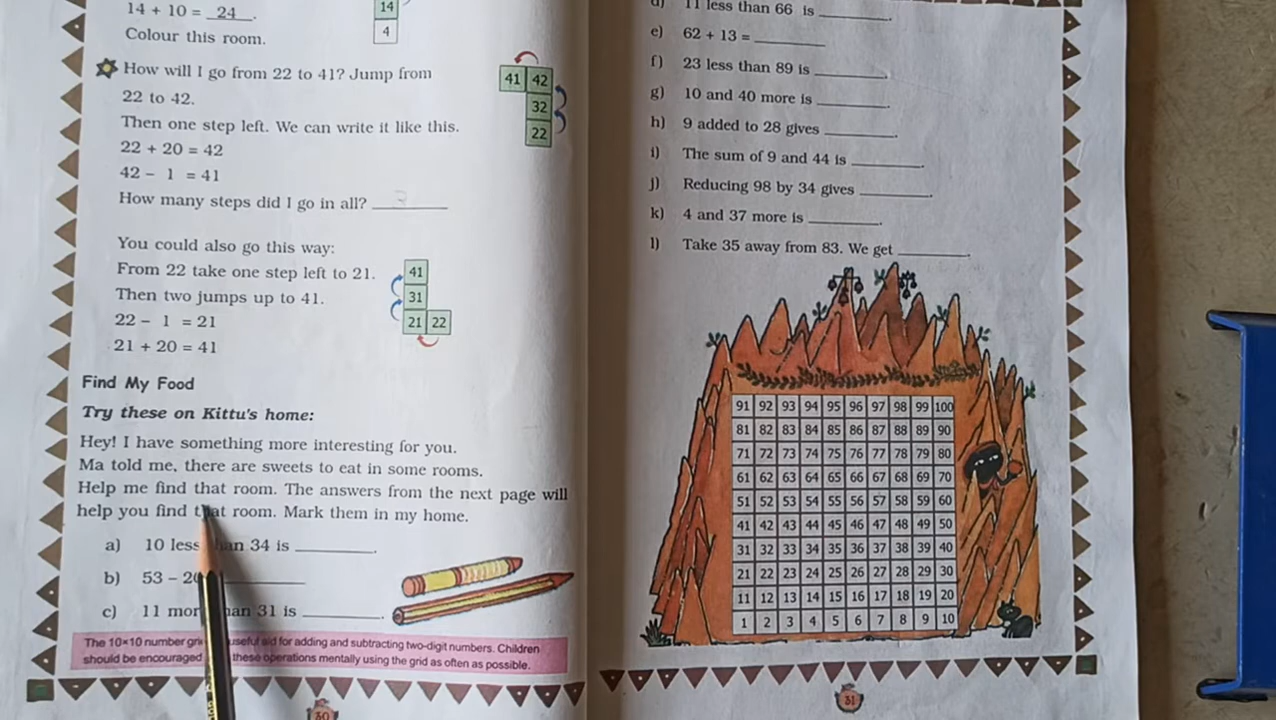 14 + 10 = 24.
Colour this room.
14
4
How will I go from 22 to 41? Jump from
22 to 42.
Then one step left. We can write it like this.
22 + 20 = 42
42 - 1 = 41
How many steps did I go in all? 3
41 42
32
22
You could also go this way:
From 22 take one step left to 21.
Then two jumps up to 41.
22 - 1 = 21
21 + 20 = 41
41
31
21 22
Find My Food
Try these on Kittu's home:
Hey! I have something more interesting for you.
Ma told me, there are sweets to eat in some rooms.
Help me find that room. The answers from the next page will
help you find that room. Mark them in my home.
a) 10 less than 34 is ________.
b) 53 – 20 ________
c) 11 more than 31 is ________.
The 10×10 number grid useful aid for adding and subtracting two-digit numbers. Children
should be encouraged these operations mentally using the grid as often as possible.
30
d) 11 less than 66 is ________.
e) 62 + 13 = ________
f) 23 less than 89 is ________.
g) 10 and 40 more is ________.
h) 9 added to 28 gives ________.
i) The sum of 9 and 44 is ________.
j) Reducing 98 by 34 gives ________.
k) 4 and 37 more is ________.
l) Take 35 away from 83. We get ________.
91 92 93 94 95 96 97 98 99 100
81 82 83 84 85 86 87 88 89 90
71 72 73 74 75 76 77 78 79 80
61 62 63 64 65 66 67 68 69 70
51 52 53 54 55 56 57 58 59 60
41 42 43 44 45 46 47 48 49 50
31 32 33 34 35 36 37 38 39 40
21 22 23 24 25 26 27 28 29 30
11 12 13 14 15 16 17 18 19 20
1 2 3 4 5 6 7 8 9 10
31